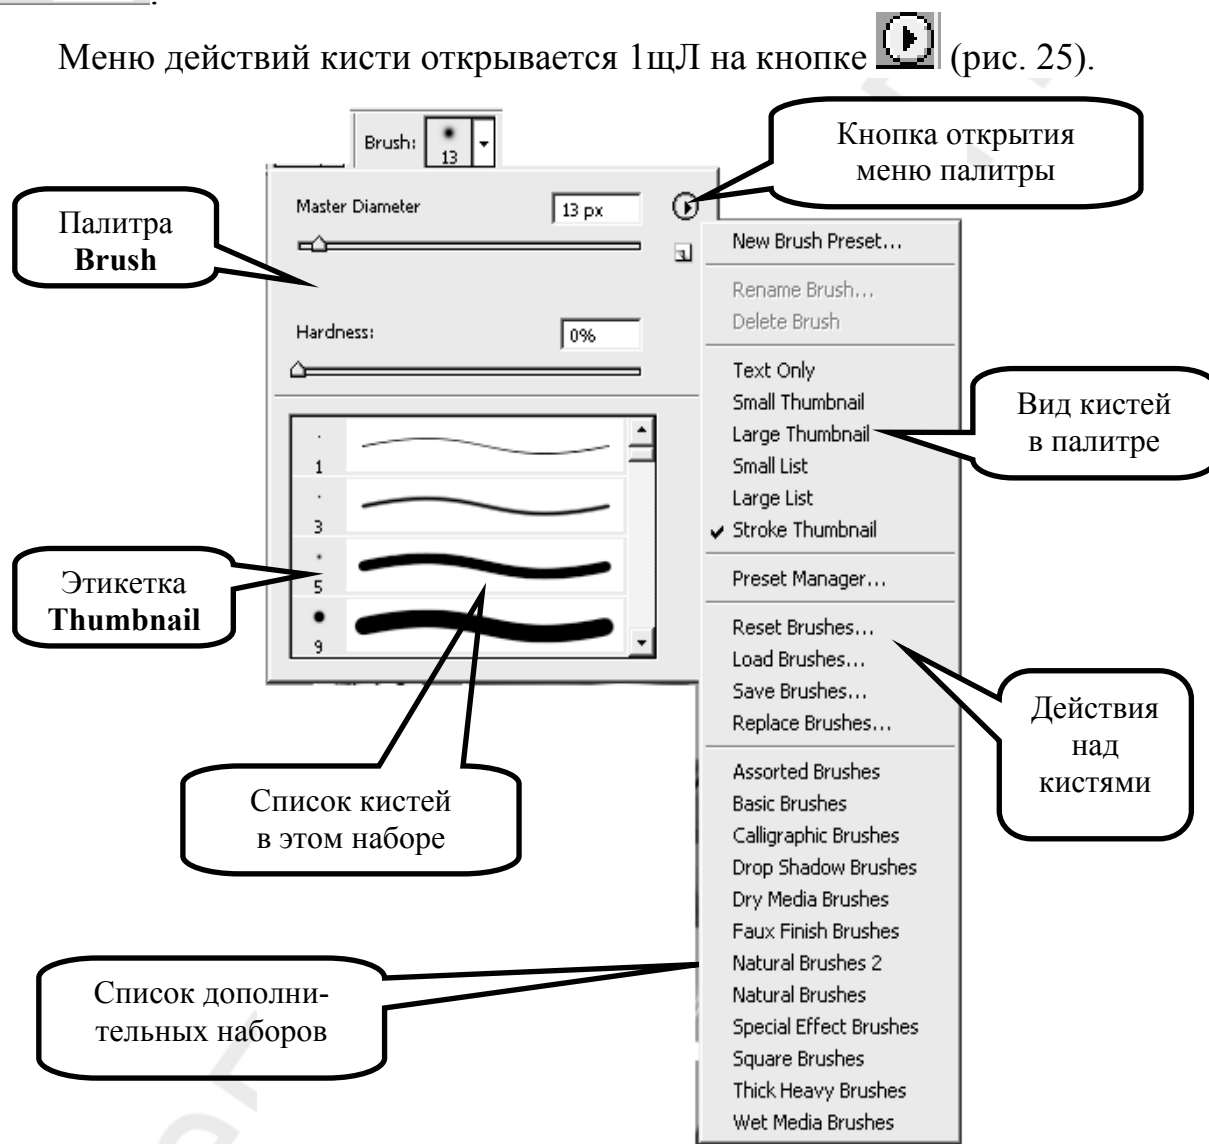 Меню действий кисти открывается 1щЛ на кнопке (рис. 25).
Brush:
13
Кнопка открытия
меню палитры
Палитра
Brush
Master Diameter
13 px
Hardness:
0%
1
3
5
9
Этикетка
Thumbnail
Список кистей
в этом наборе
New Brush Preset...
Rename Brush...
Delete Brush
Text Only
Small Thumbnail
Large Thumbnail
Small List
Large List
Stroke Thumbnail
Preset Manager...
Reset Brushes...
Load Brushes...
Save Brushes...
Replace Brushes...
Assorted Brushes
Basic Brushes
Calligraphic Brushes
Drop Shadow Brushes
Dry Media Brushes
Faux Finish Brushes
Natural Brushes 2
Natural Brushes
Special Effect Brushes
Square Brushes
Thick Heavy Brushes
Wet Media Brushes
Вид кистей
в палитре
Действия
над
кистями
Список дополни-
тельных наборов